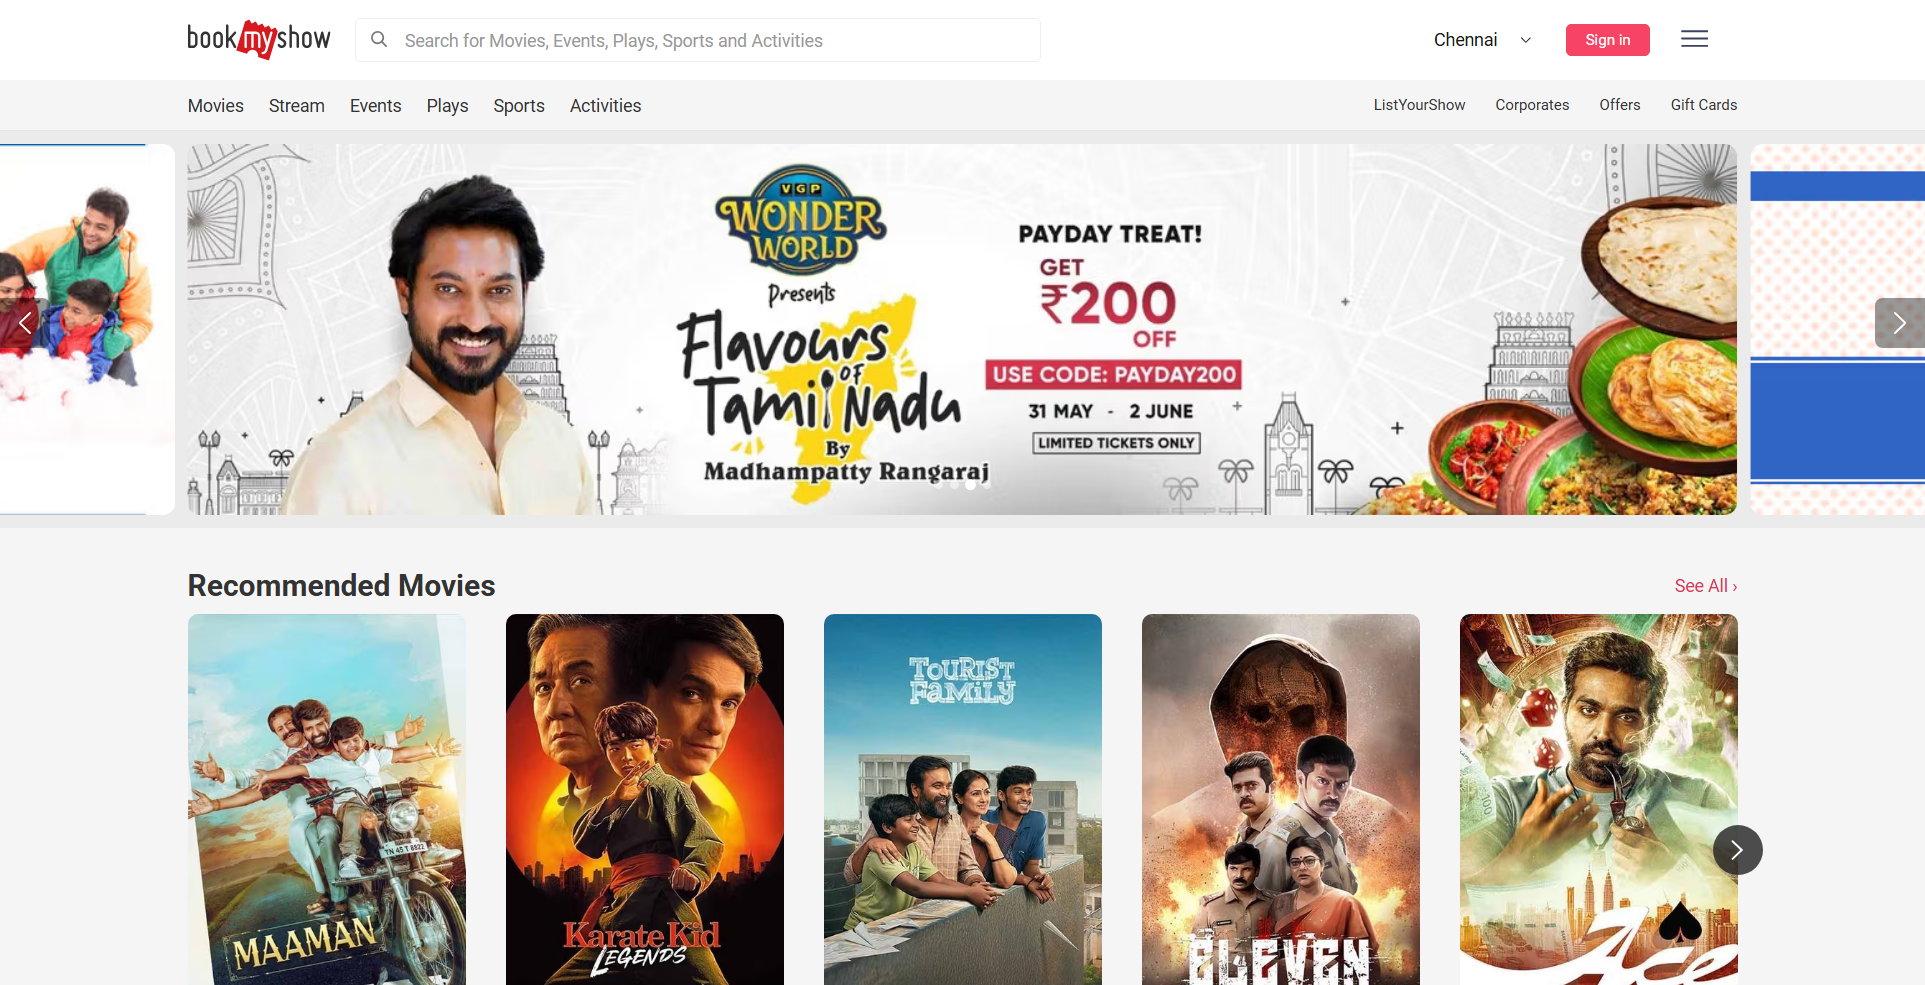 bookmyshow
Search for Movies, Events, Plays, Sports and Activities
Chennai
Sign in
Movies
Stream
Events
Plays
Sports
Activities
ListYourShow
Corporates
Offers
Gift Cards
VGP
WONDER
WORLD
Presents
Flavours
OF
Tamil Nadu
By
Madhampatty Rangaraj
PAYDAY TREAT!
GET
₹200
OFF
USE CODE: PAYDAY200
31 MAY - 2 JUNE
LIMITED TICKETS ONLY
Recommended Movies
See All ›
TN 45 T 8822
MAAMAN
Karate Kid
LEGENDS
TOURIST
FAMILY
ELEVEN
Ace